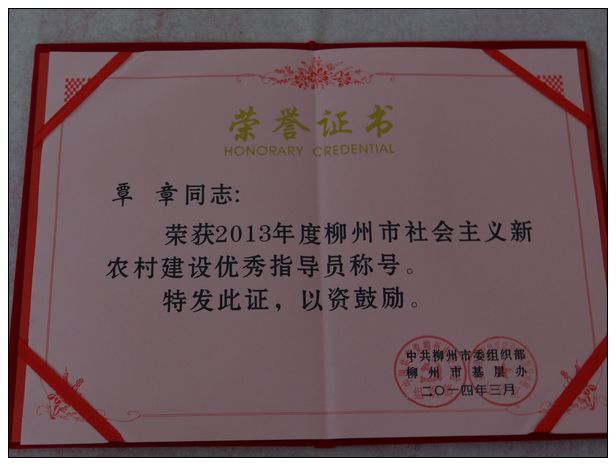 荣誉证书
HONORARY CREDENTIAL
覃 章同志:
荣获2013年度柳州市社会主义新
农村建设优秀指导员称号。
特发此证，以资鼓励。
中共柳州市委组织部
柳州市基层办
二〇一四年三月